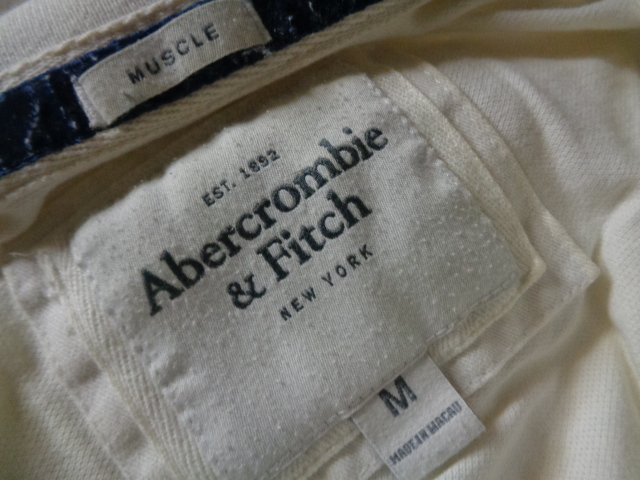 MUSCLE
EST. 1892
Abercrombie
& Fitch
NEW YORK
M
MADE IN MACAU